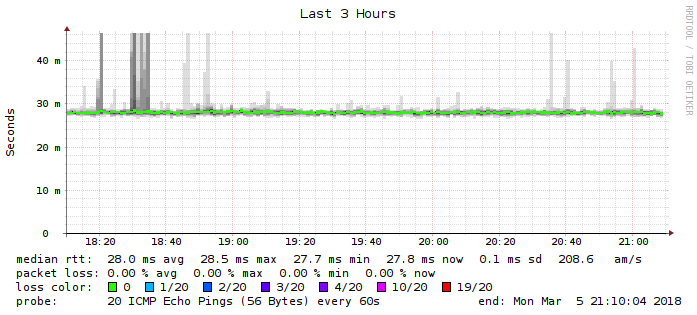 Last 3 Hours
RRDTOOL / TOBI OETIKER
Seconds
40 m
30 m
20 m
10 m
0
18:20 18:40 19:00 19:20 19:40 20:00 20:20 20:40 21:00
median rtt: 28.0 ms avg 28.5 ms max 27.7 ms min 27.8 ms now 0.1 ms sd 208.6 am/s
packet loss: 0.00 % avg 0.00 % max 0.00 % min 0.00 % now
loss color: 0 1/20 2/20 3/20 4/20 10/20 19/20
probe: 20 ICMP Echo Pings (56 Bytes) every 60s end: Mon Mar 5 21:10:04 2018